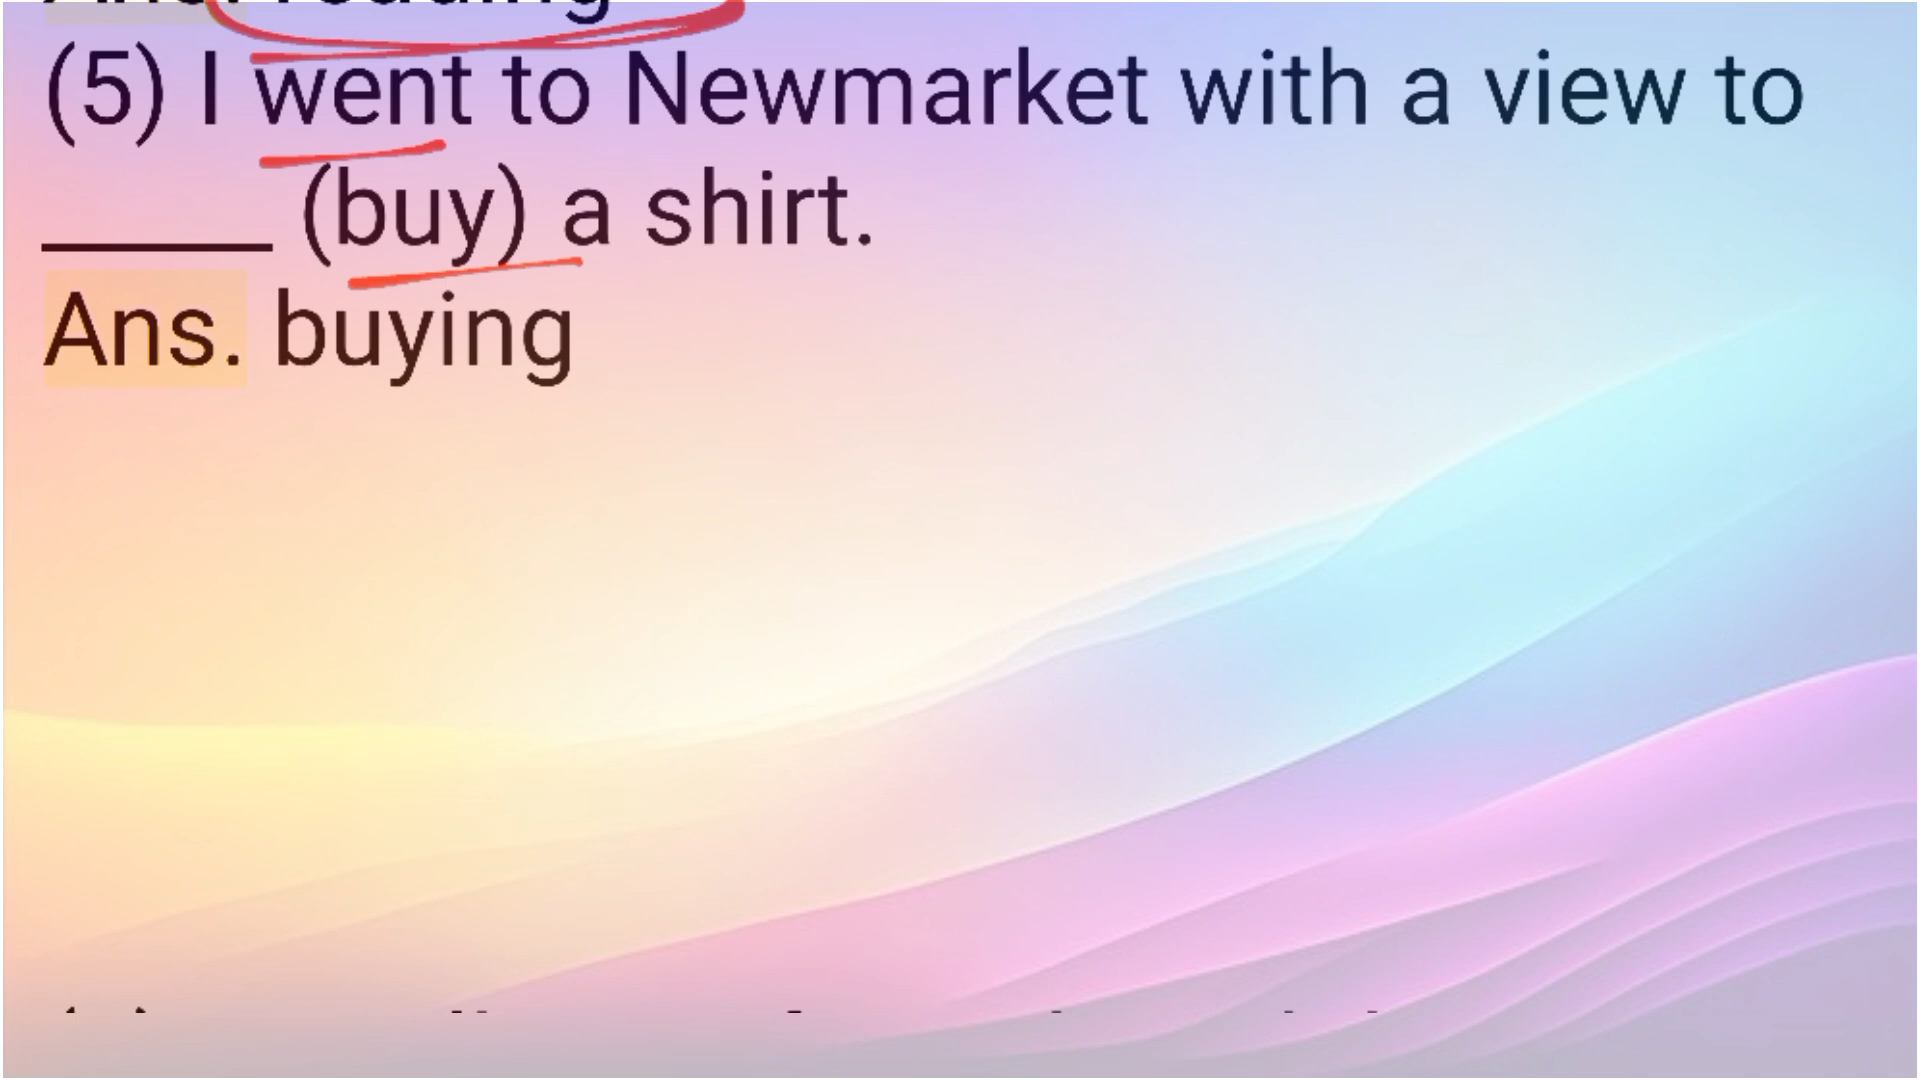 (5) I went to Newmarket with a view to
_____ (buy) a shirt.
Ans. buying